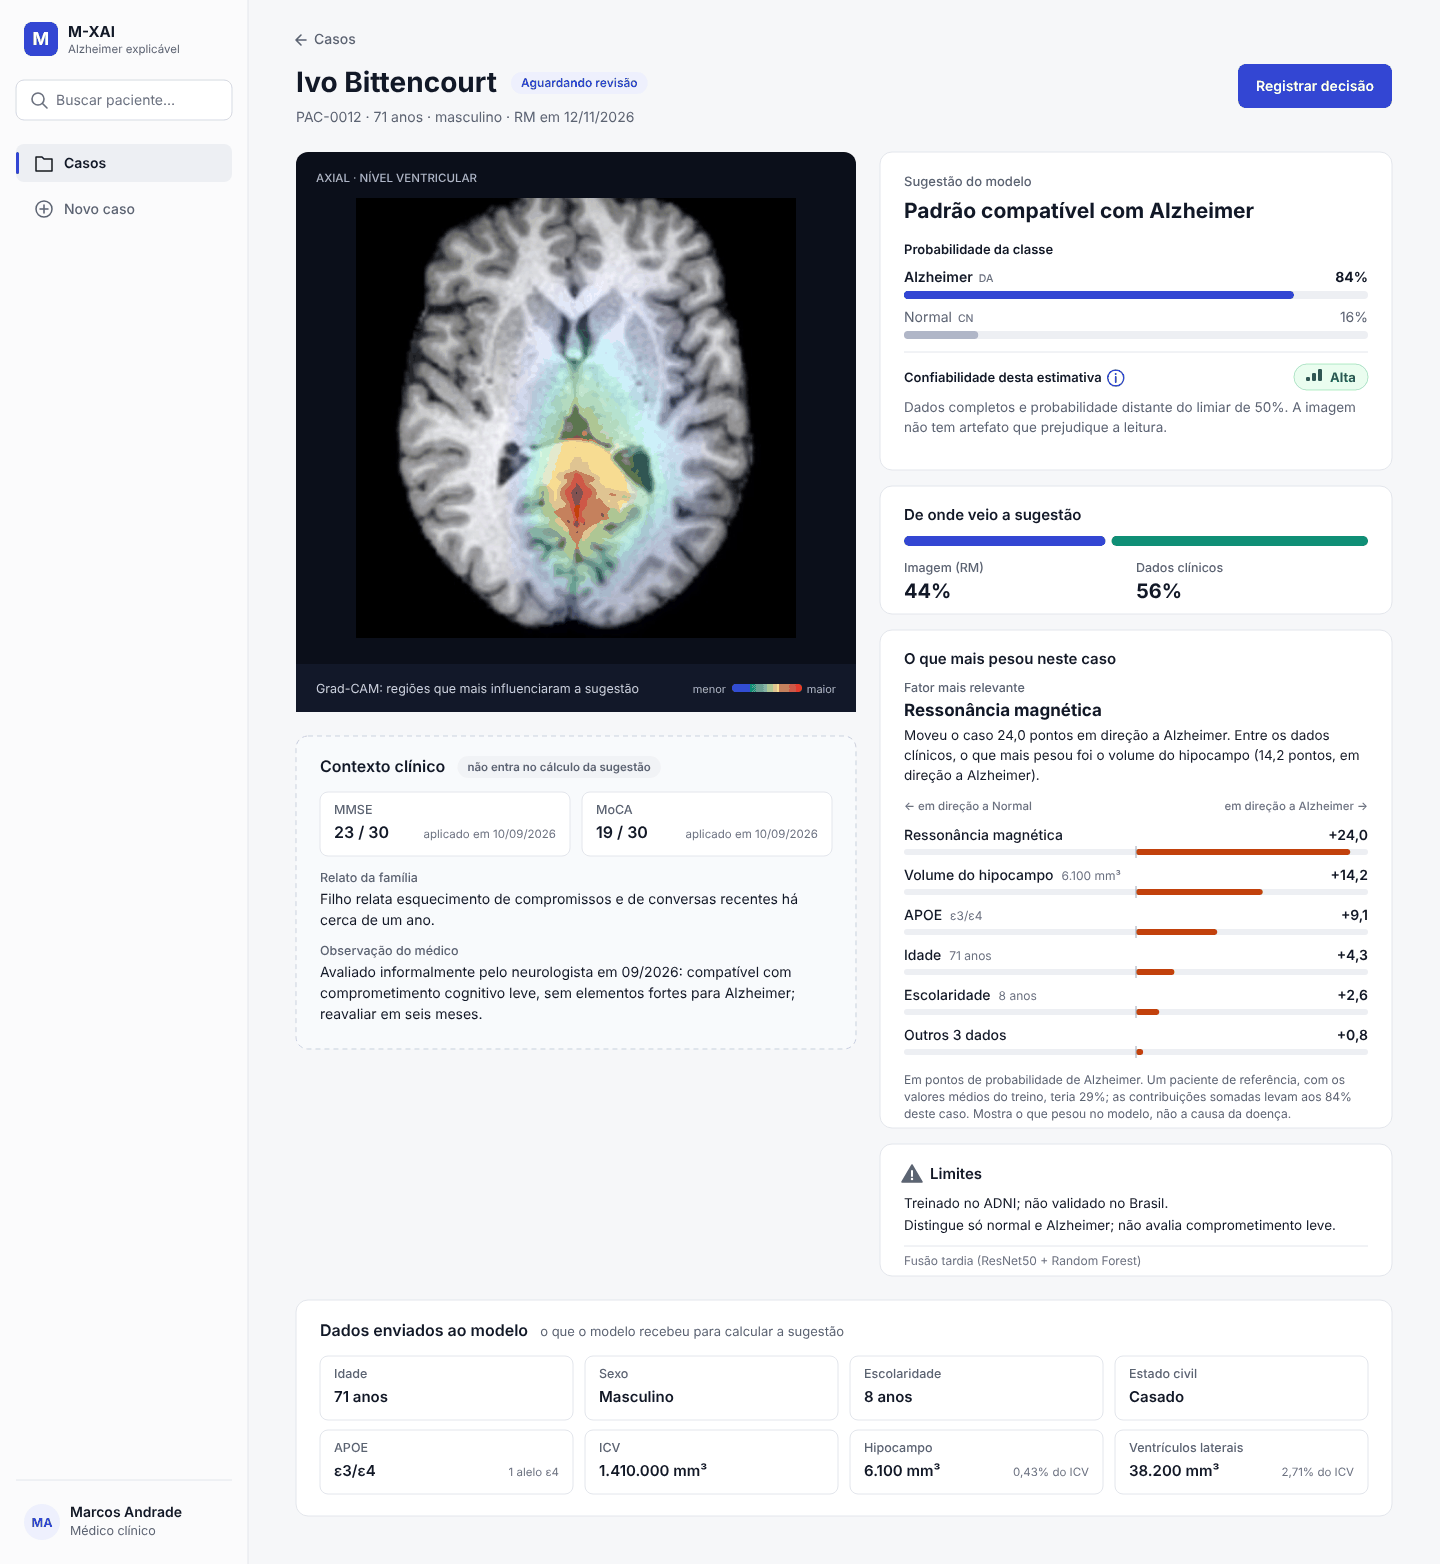 M
M-XAI
Alzheimer explicável
Buscar paciente...
Casos
Novo caso
Casos
Ivo Bittencourt
Aguardando revisão
PAC-0012 · 71 anos · masculino · RM em 12/11/2026
Registrar decisão
AXIAL · NÍVEL VENTRICULAR
Grad-CAM: regiões que mais influenciaram a sugestão
menor
maior
Contexto clínico
não entra no cálculo da sugestão
MMSE
23 / 30
aplicado em 10/09/2026
MoCA
19 / 30
aplicado em 10/09/2026
Relato da família
Filho relata esquecimento de compromissos e de conversas recentes há
cerca de um ano.
Observação do médico
Avaliado informalmente pelo neurologista em 09/2026: compatível com
comprometimento cognitivo leve, sem elementos fortes para Alzheimer;
reavaliar em seis meses.
Sugestão do modelo
Padrão compatível com Alzheimer
Probabilidade da classe
Alzheimer DA
84%
Normal CN
16%
Confiabilidade desta estimativa
Alta
Dados completos e probabilidade distante do limiar de 50%. A imagem
não tem artefato que prejudique a leitura.
De onde veio a sugestão
Imagem (RM)
44%
Dados clínicos
56%
O que mais pesou neste caso
Fator mais relevante
Ressonância magnética
Moveu o caso 24,0 pontos em direção a Alzheimer. Entre os dados
clínicos, o que mais pesou foi o volume do hipocampo (14,2 pontos, em
direção a Alzheimer).
← em direção a Normal
em direção a Alzheimer →
Ressonância magnética
+24,0
Volume do hipocampo 6.100 mm³
+14,2
APOE ε3/ε4
+9,1
Idade 71 anos
+4,3
Escolaridade 8 anos
+2,6
Outros 3 dados
+0,8
Em pontos de probabilidade de Alzheimer. Um paciente de referência, com os
valores médios do treino, teria 29%; as contribuições somadas levam aos 84%
deste caso. Mostra o que pesou no modelo, não a causa da doença.
Limites
Treinado no ADNI; não validado no Brasil.
Distingue só normal e Alzheimer; não avalia comprometimento leve.
Fusão tardia (ResNet50 + Random Forest)
Dados enviados ao modelo
o que o modelo recebeu para calcular a sugestão
Idade
71 anos
Sexo
Masculino
Escolaridade
8 anos
Estado civil
Casado
APOE
ε3/ε4
1 alelo ε4
ICV
1.410.000 mm³
Hipocampo
6.100 mm³
0,43% do ICV
Ventrículos laterais
38.200 mm³
2,71% do ICV
MA
Marcos Andrade
Médico clínico